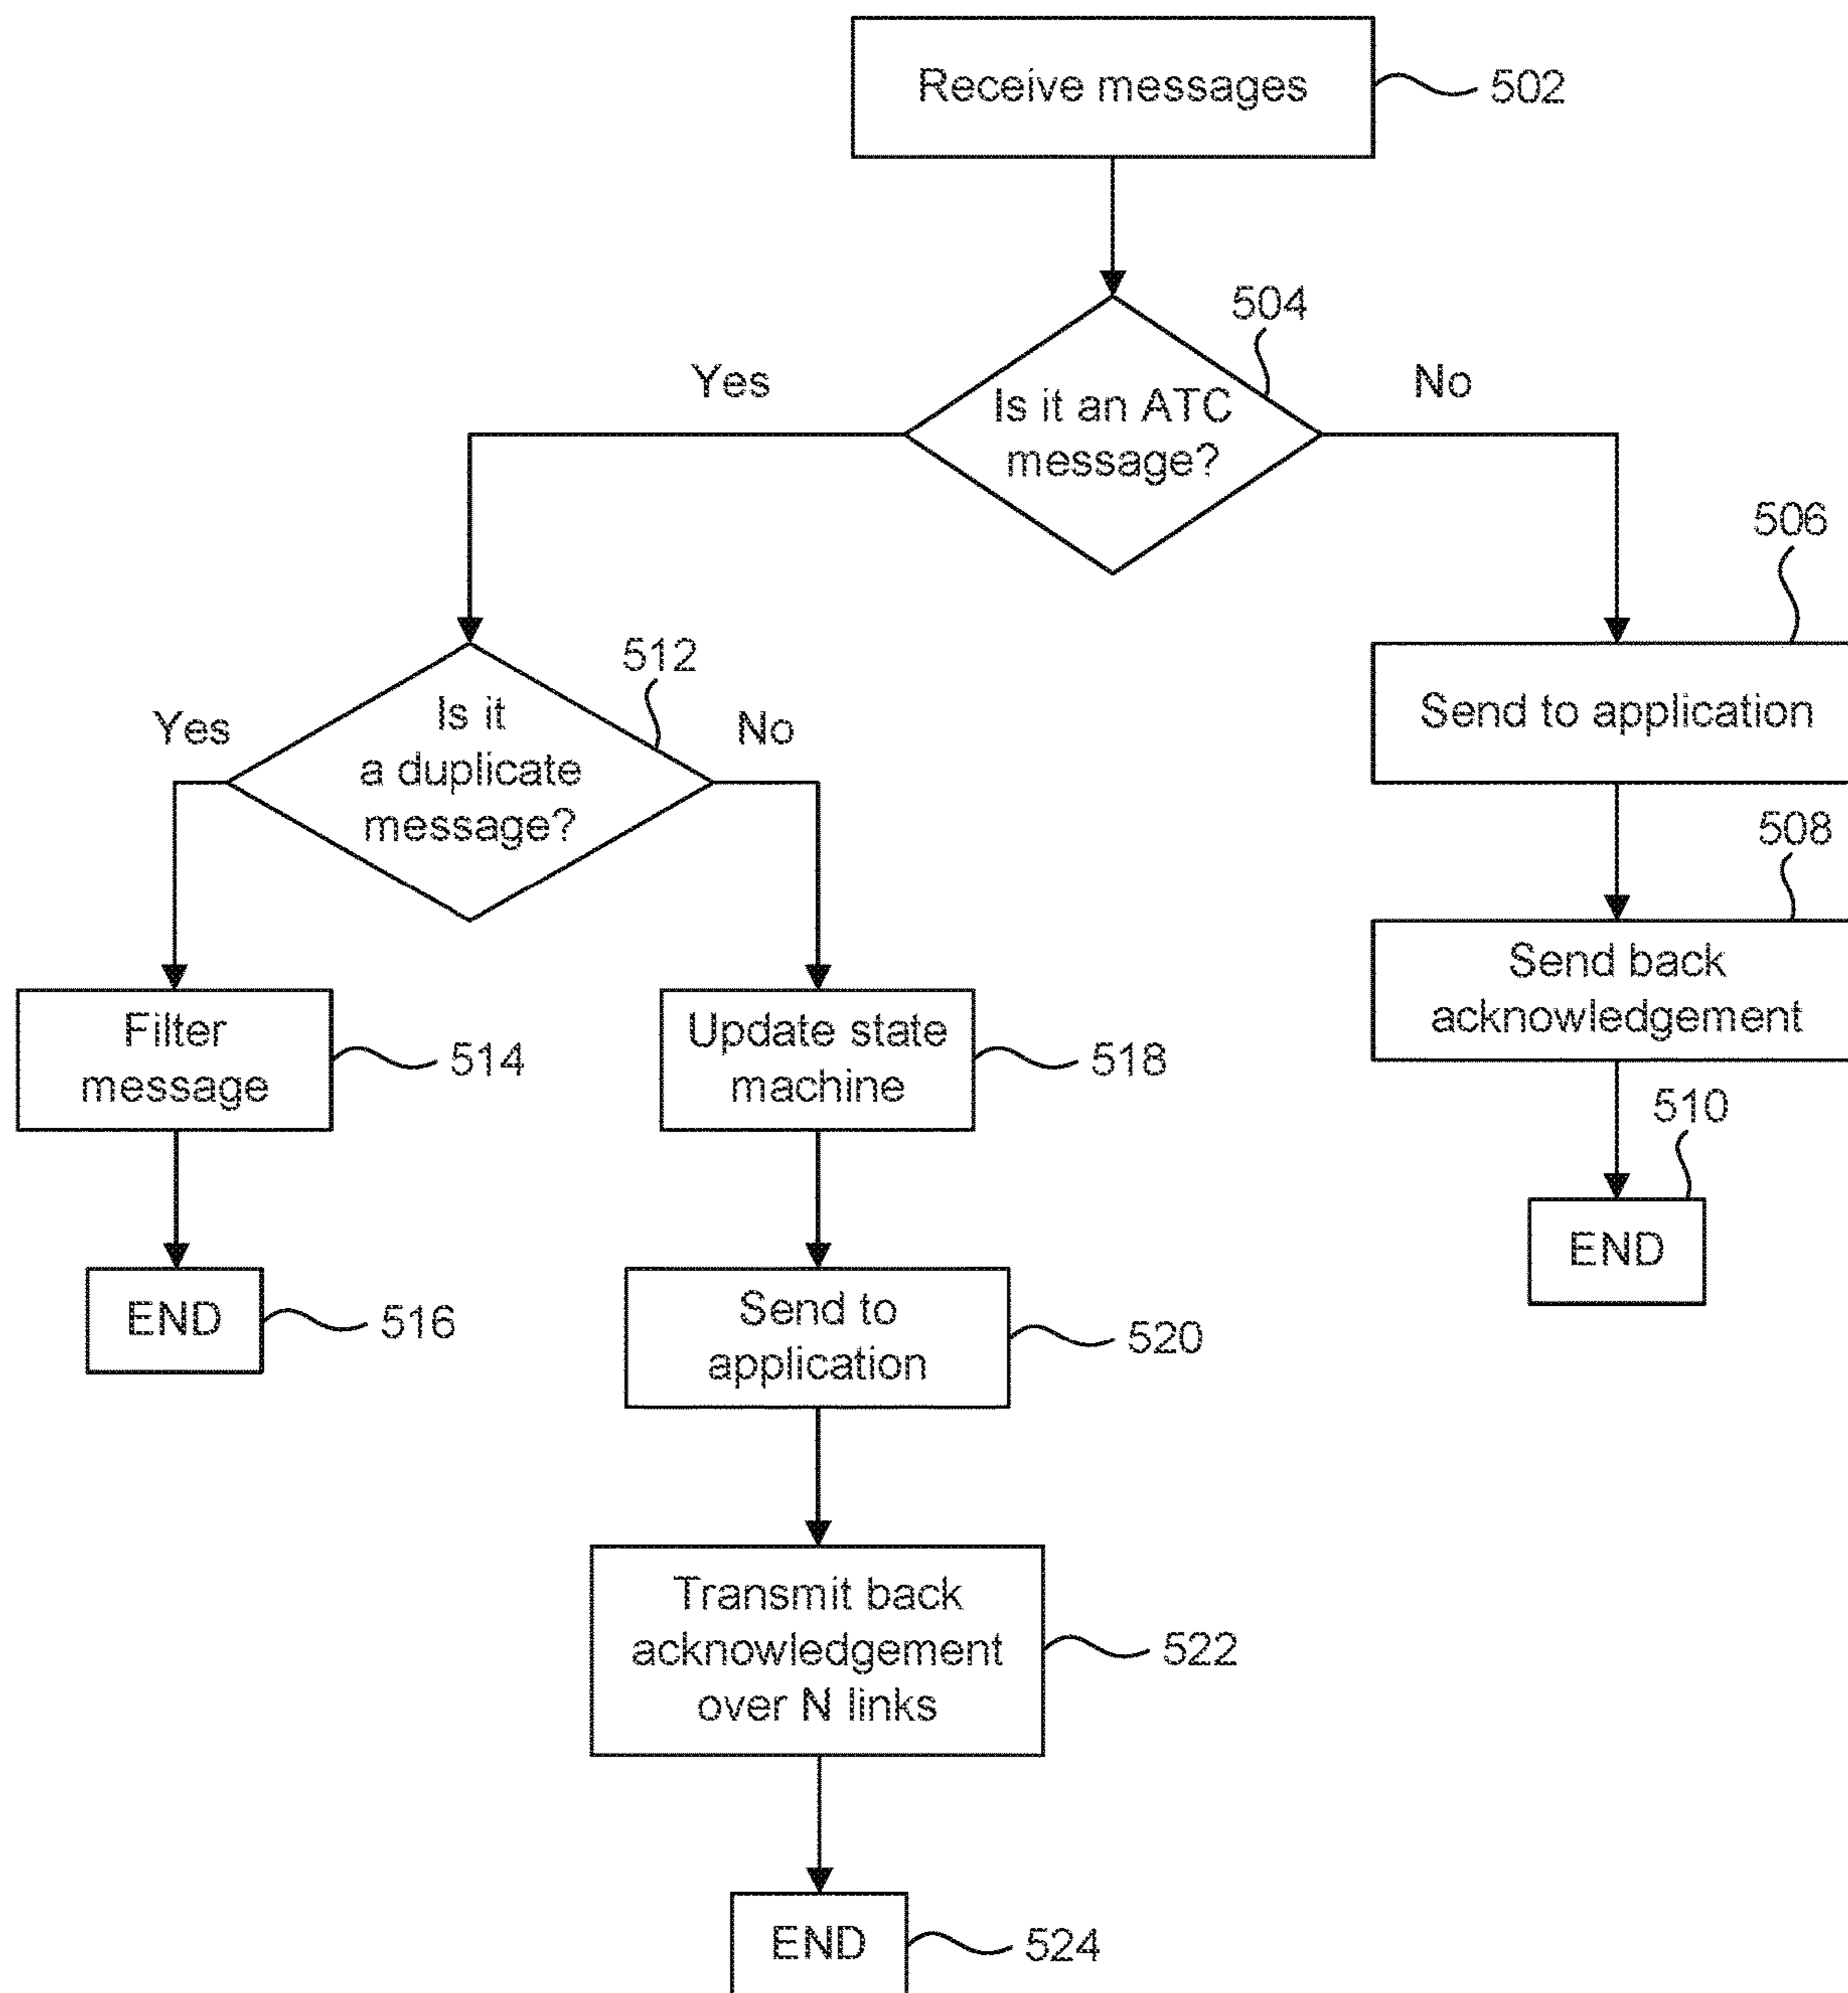 Receive messages
502
504
Is it an ATC
message?
Yes
No
506
Send to application
508
Send back
acknowledgement
510
END
512
Is it
a duplicate
message?
Yes
No
Filter
message
514
END
516
Update state
machine
518
Send to
application
520
Transmit back
acknowledgement
over N links
522
END
524